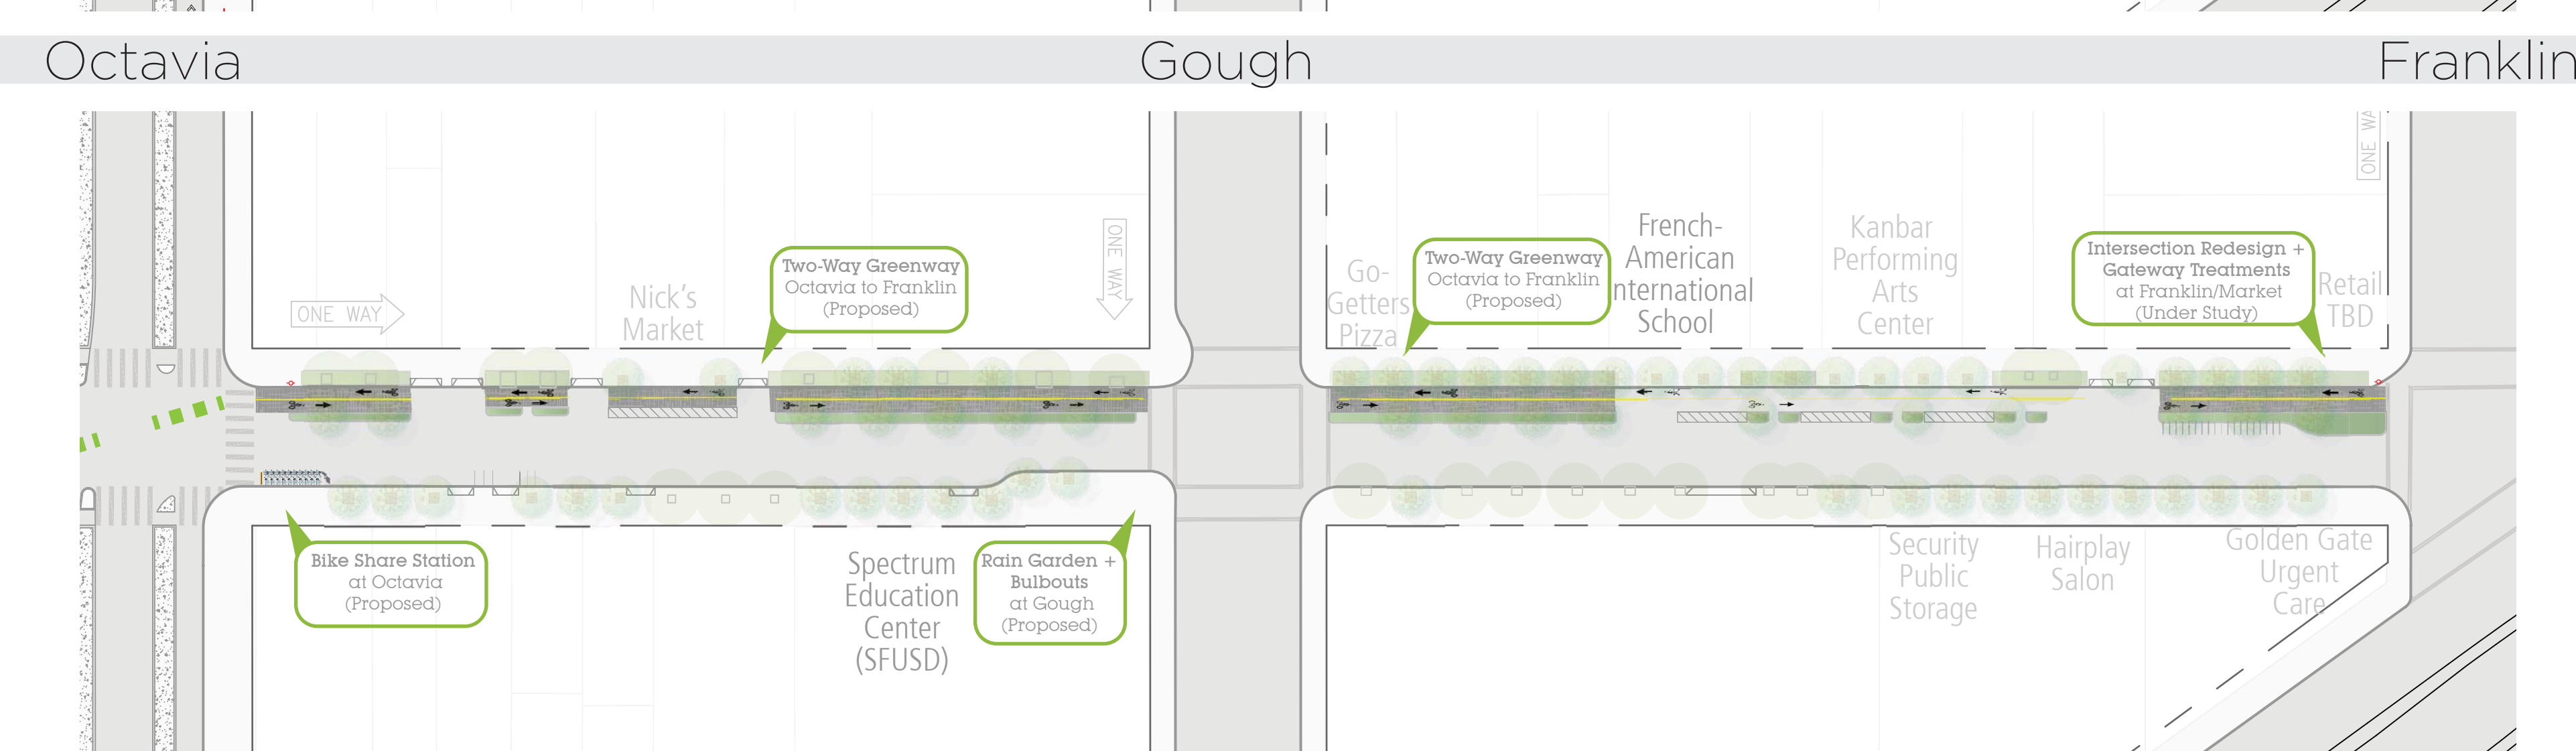 Octavia
Gough
Franklin
ONE WAY
Nick's
Market
Two-Way Greenway
Octavia to Franklin
(Proposed)
ONE WAY
Go-
Getters
Pizza
Two-Way Greenway
Octavia to Franklin
(Proposed)
French-
American
nternational
School
Kanbar
Performing
Arts
Center
Intersection Redesign +
Gateway Treatments
at Franklin/Market
(Under Study)
Retail
TBD
ONE WA
Bike Share Station
at Octavia
(Proposed)
Spectrum
Education
Center
(SFUSD)
Rain Garden +
Bulbouts
at Gough
(Proposed)
Security
Public
Storage
Hairplay
Salon
Golden Gate
Urgent
Care